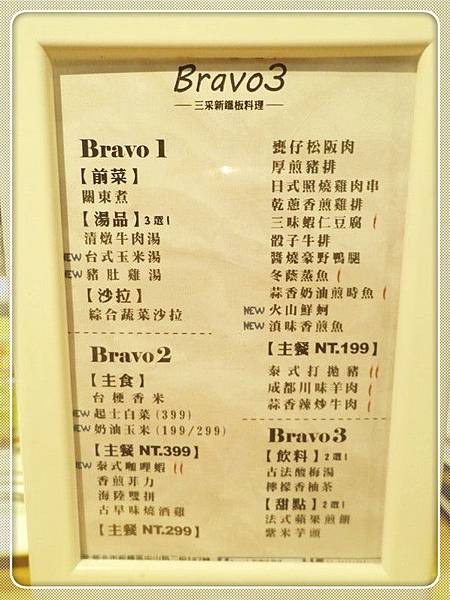 Bravo3
三采新鐵板料理
Bravo 1
【前菜】
關東煮
【湯品】3選1
清燉牛肉湯
NEW 台式玉米湯
NEW 豬肚雞湯
【沙拉】
綜合蔬菜沙拉
Bravo 2
【主食】
台梗香米
NEW 起士白菜(399)
NEW 奶油玉米(199/299)
【主餐 NT.399】
NEW 泰式咖哩蝦
香煎菲力
海陸雙拼
古早味燒酒雞
【主餐 NT.299】
甕仔松阪肉
厚煎豬排
日式照燒雞肉串
乾蔥香煎雞排
三味蝦仁豆腐
骰子牛排
醬燒豪野鴨腿
冬蔭蒸魚
蒜香奶油煎時魚
NEW 火山鮮蚵
NEW 滇味香煎魚
【主餐 NT.199】
泰式打拋豬
成都川味羊肉
蒜香辣炒牛肉
Bravo 3
【飲料】2選1
古法酸梅湯
檸檬香柚茶
【甜點】2選1
法式蘋果煎餅
紫米芋頭